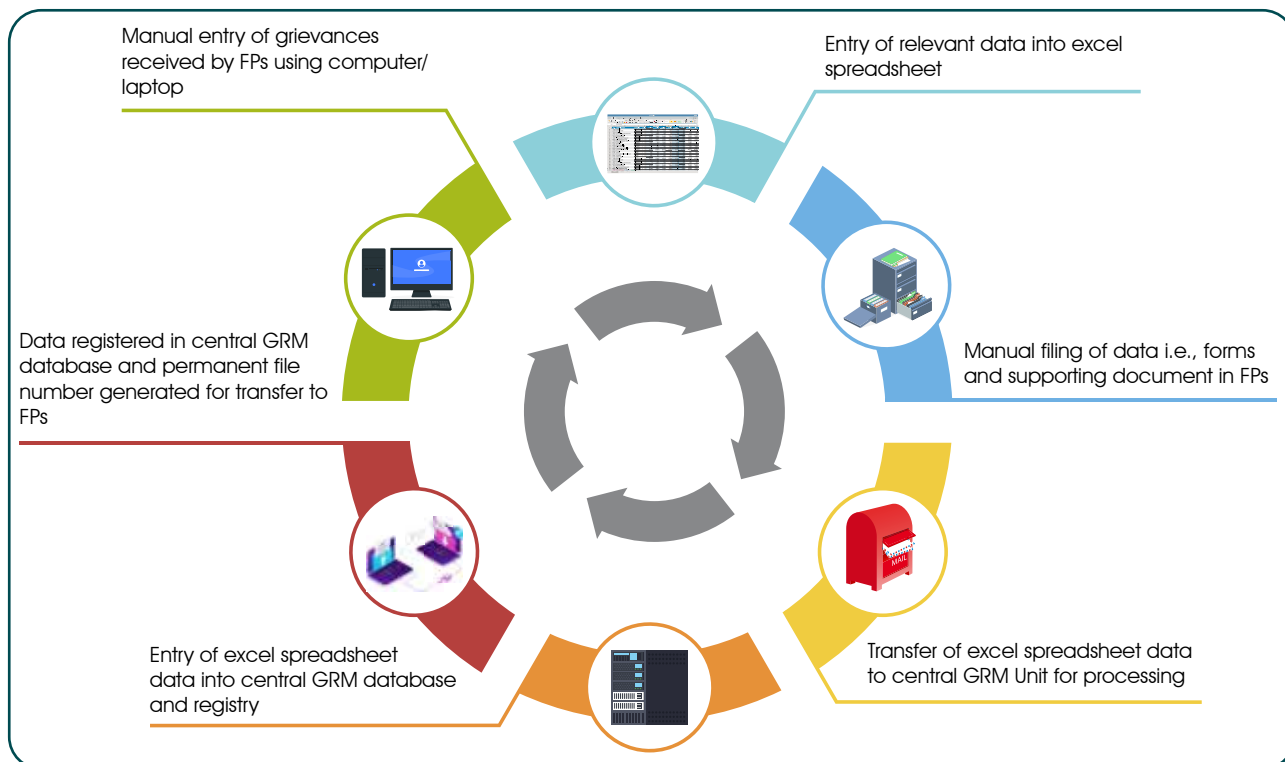 Manual entry of grievances
received by FPs using computer/
laptop
Entry of relevant data into excel
spreadsheet
Manual filing of data i.e., forms
and supporting document in FPs
Transfer of excel spreadsheet data
to central GRM Unit for processing
MAIL
Entry of excel spreadsheet
data into central GRM database
and registry
Data registered in central GRM
database and permanent file
number generated for transfer to
FPs